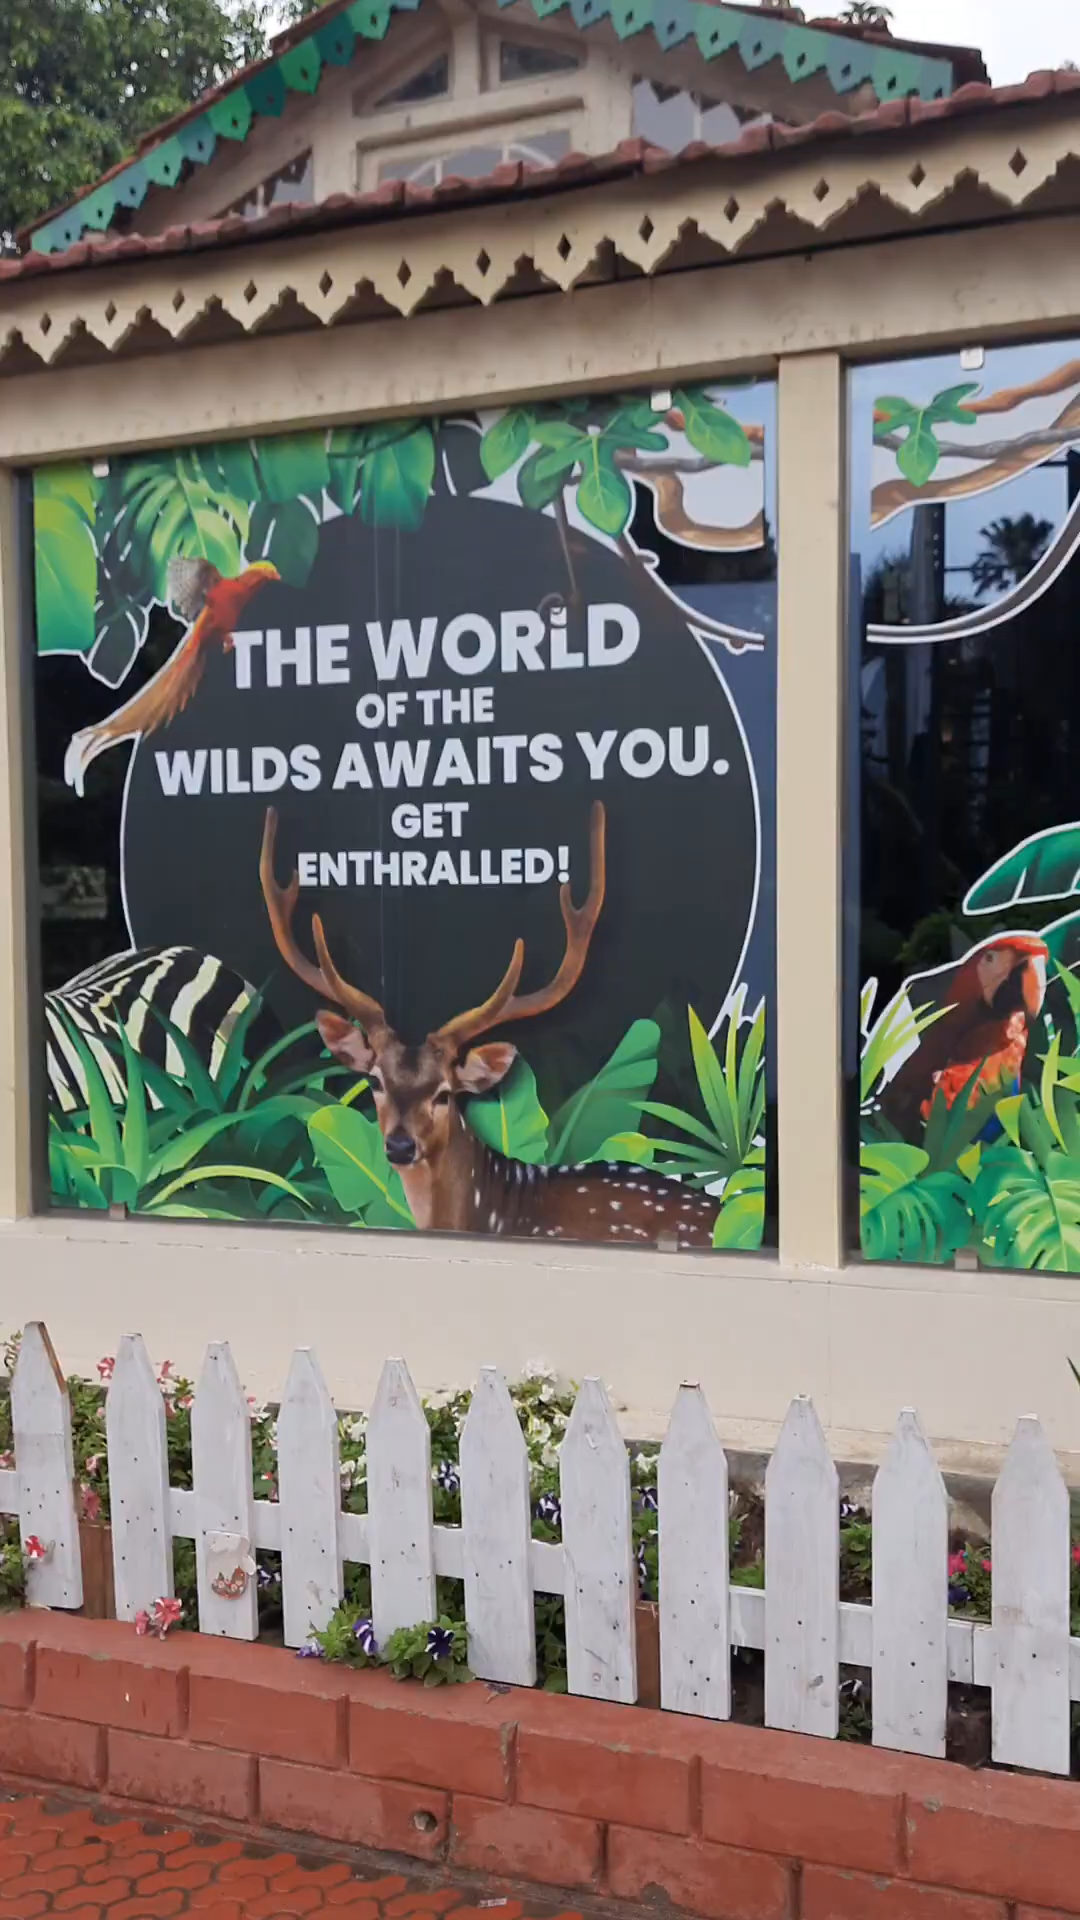 THE WORLD
OF THE
WILDS AWAITS YOU.
GET
ENTHRALLED!